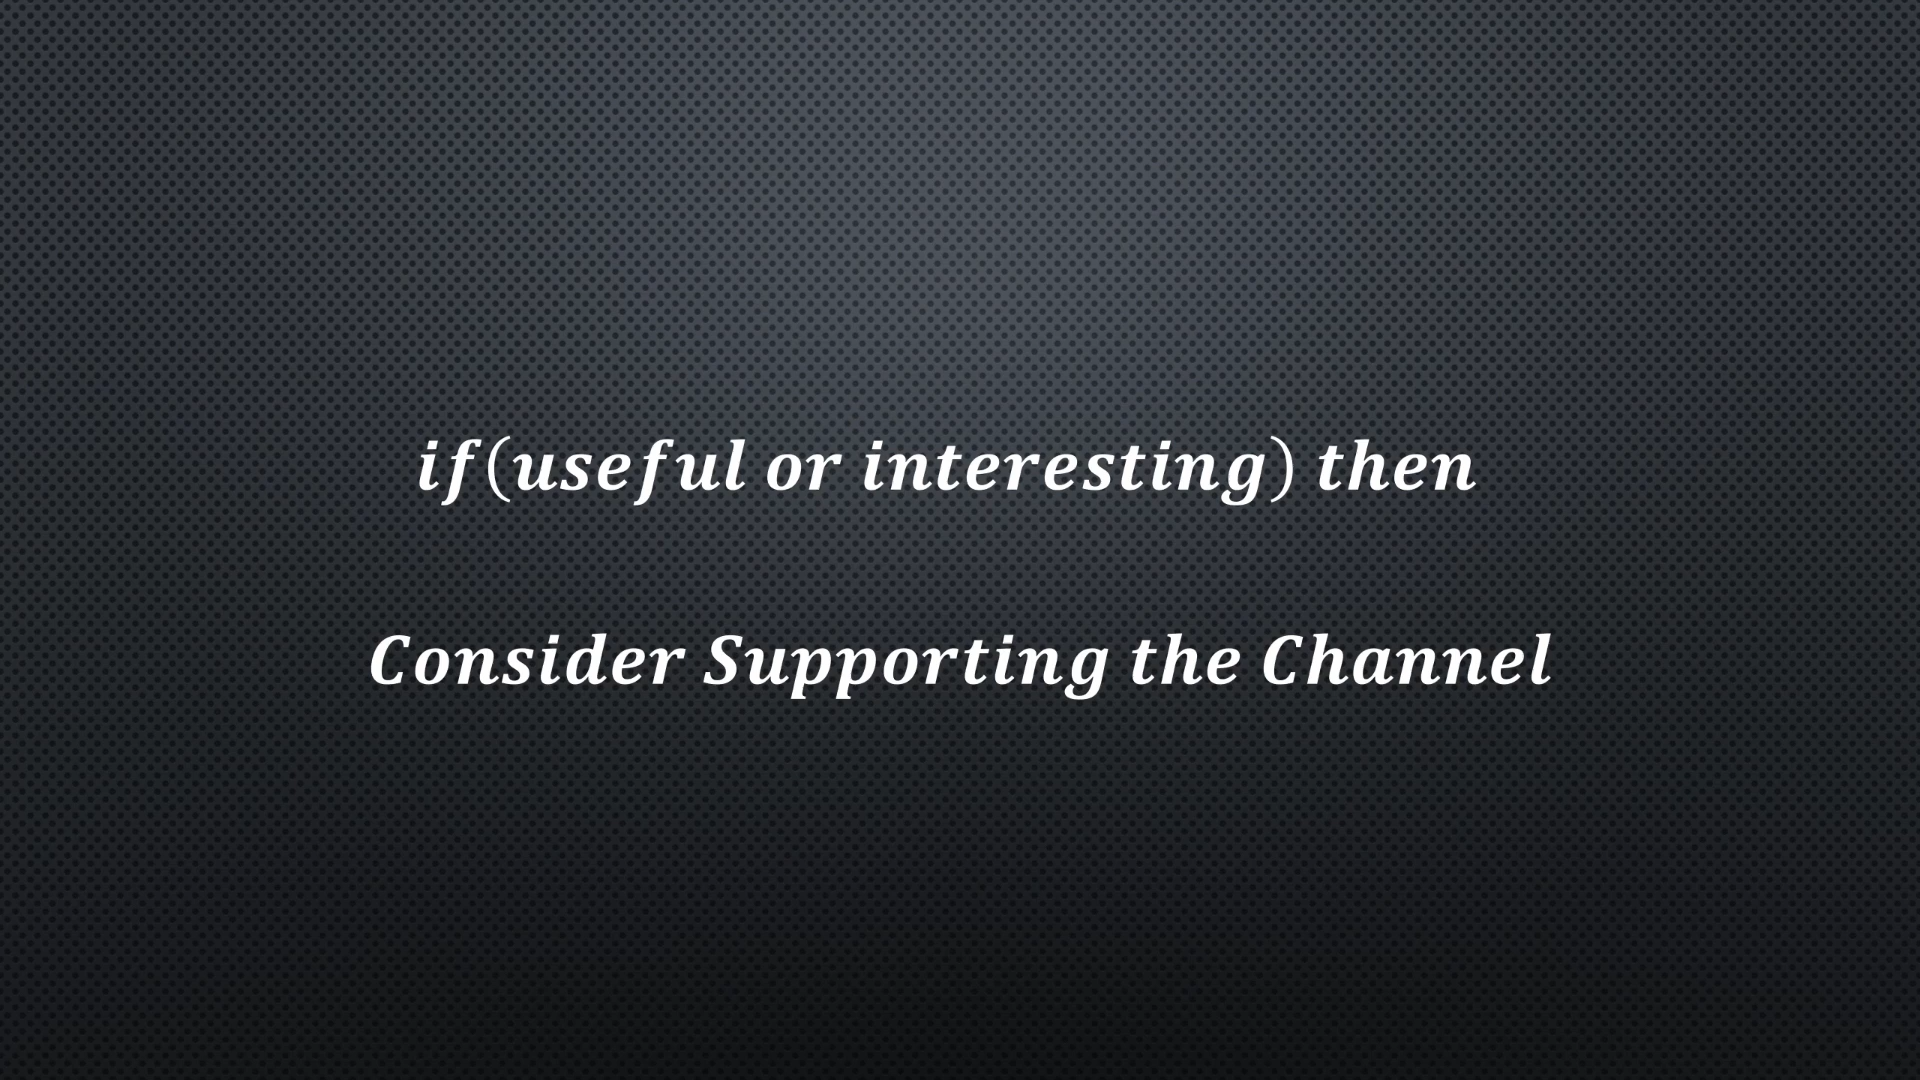 if(useful or interesting) then
Consider Supporting the Channel